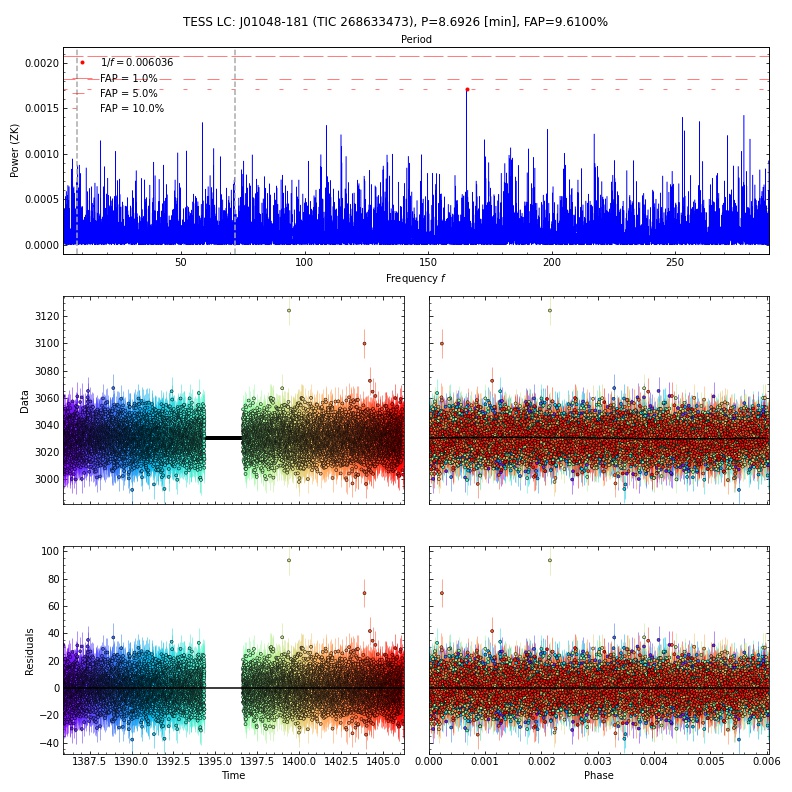 TESS LC: J01048-181 (TIC 268633473), P=8.6926 [min], FAP=9.6100%
Period
Power (ZK)
0.0020
0.0015
0.0010
0.0005
0.0000
1/f = 0.006036
FAP = 1.0%
FAP = 5.0%
FAP = 10.0%
50 100 150 200 250
Frequency f
Data
3120
3100
3080
3060
3040
3020
3000
Residuals
100
80
60
40
20
0
−20
−40
1387.5 1390.0 1392.5 1395.0 1397.5 1400.0 1402.5 1405.0
Time
0.000 0.001 0.002 0.003 0.004 0.005 0.006
Phase